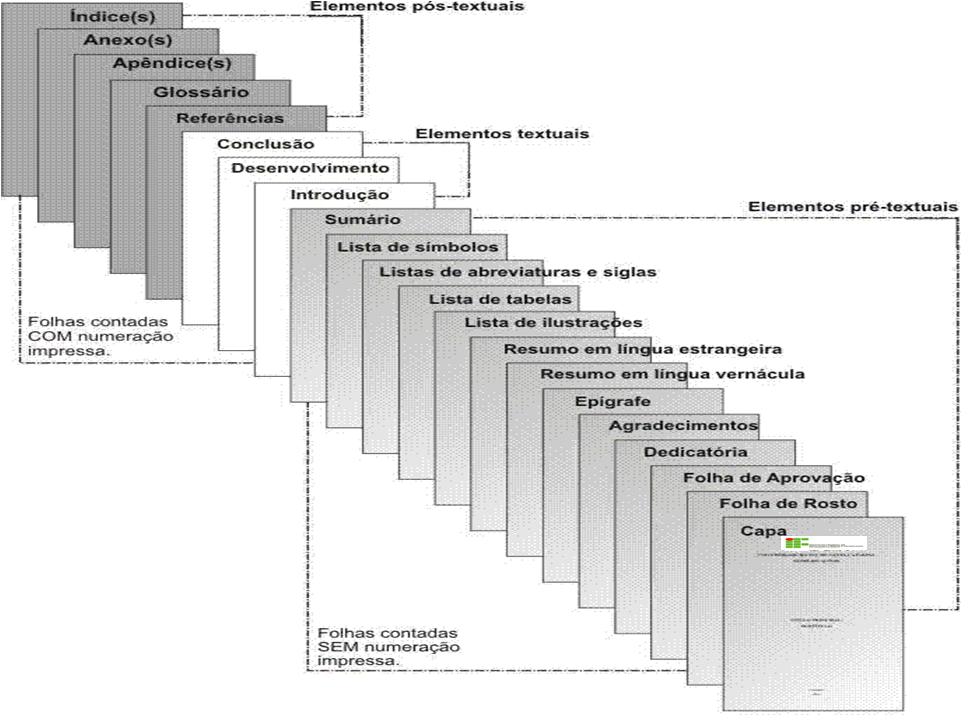 Elementos pós-textuais
Índice(s)
Anexo(s)
Apêndice(s)
Glossário
Referências
Elementos textuais
Conclusão
Desenvolvimento
Introdução
Elementos pré-textuais
Sumário
Lista de símbolos
Listas de abreviaturas e siglas
Lista de tabelas
Lista de ilustrações
Folhas contadas
COM numeração
impressa.
Resumo em língua estrangeira
Resumo em língua vernácula
Epígrafe
Agradecimentos
Dedicatória
Folha de Aprovação
Folha de Rosto
Capa
Folhas contadas
SEM numeração
impressa.